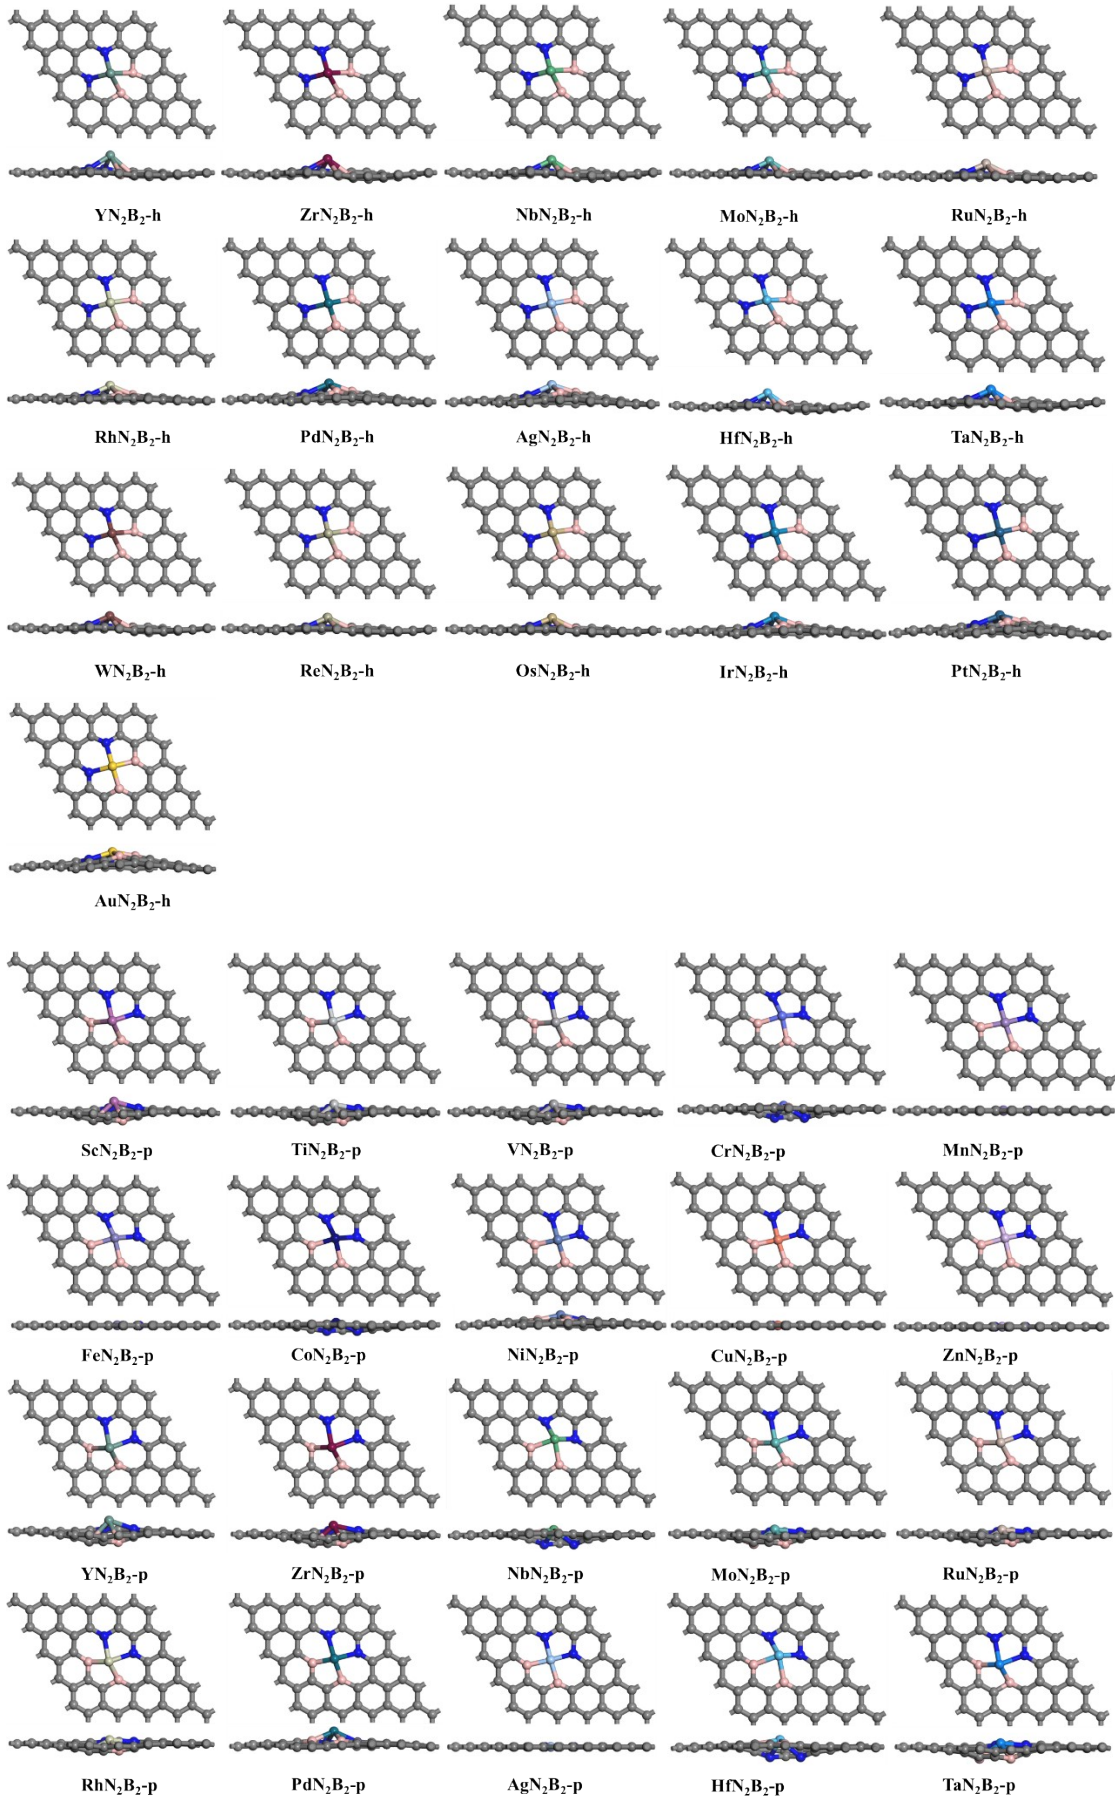 YN₂B₂-h ZrN₂B₂-h NbN₂B₂-h MoN₂B₂-h RuN₂B₂-h
RhN₂B₂-h PdN₂B₂-h AgN₂B₂-h HfN₂B₂-h TaN₂B₂-h
WN₂B₂-h ReN₂B₂-h OsN₂B₂-h IrN₂B₂-h PtN₂B₂-h
AuN₂B₂-h
ScN₂B₂-p TiN₂B₂-p VN₂B₂-p CrN₂B₂-p MnN₂B₂-p
FeN₂B₂-p CoN₂B₂-p NiN₂B₂-p CuN₂B₂-p ZnN₂B₂-p
YN₂B₂-p ZrN₂B₂-p NbN₂B₂-p MoN₂B₂-p RuN₂B₂-p
RhN₂B₂-p PdN₂B₂-p AgN₂B₂-p HfN₂B₂-p TaN₂B₂-p